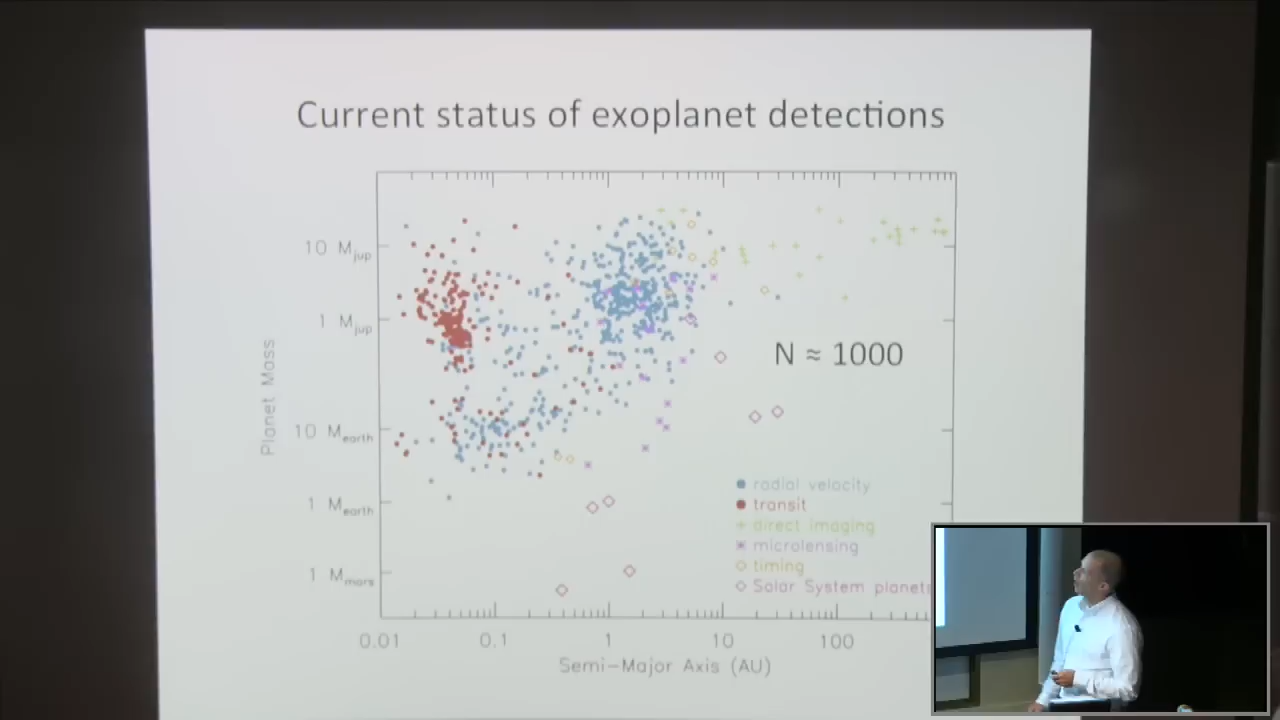 Current status of exoplanet detections
10 Mjup
1 Mjup
10 Mearth
1 Mearth
1 Mmars
Planet Mass
N ≈ 1000
radial velocity
transit
direct imaging
microlensing
timing
Solar System planets
0.01 0.1 1 10 100
Semi-Major Axis (AU)